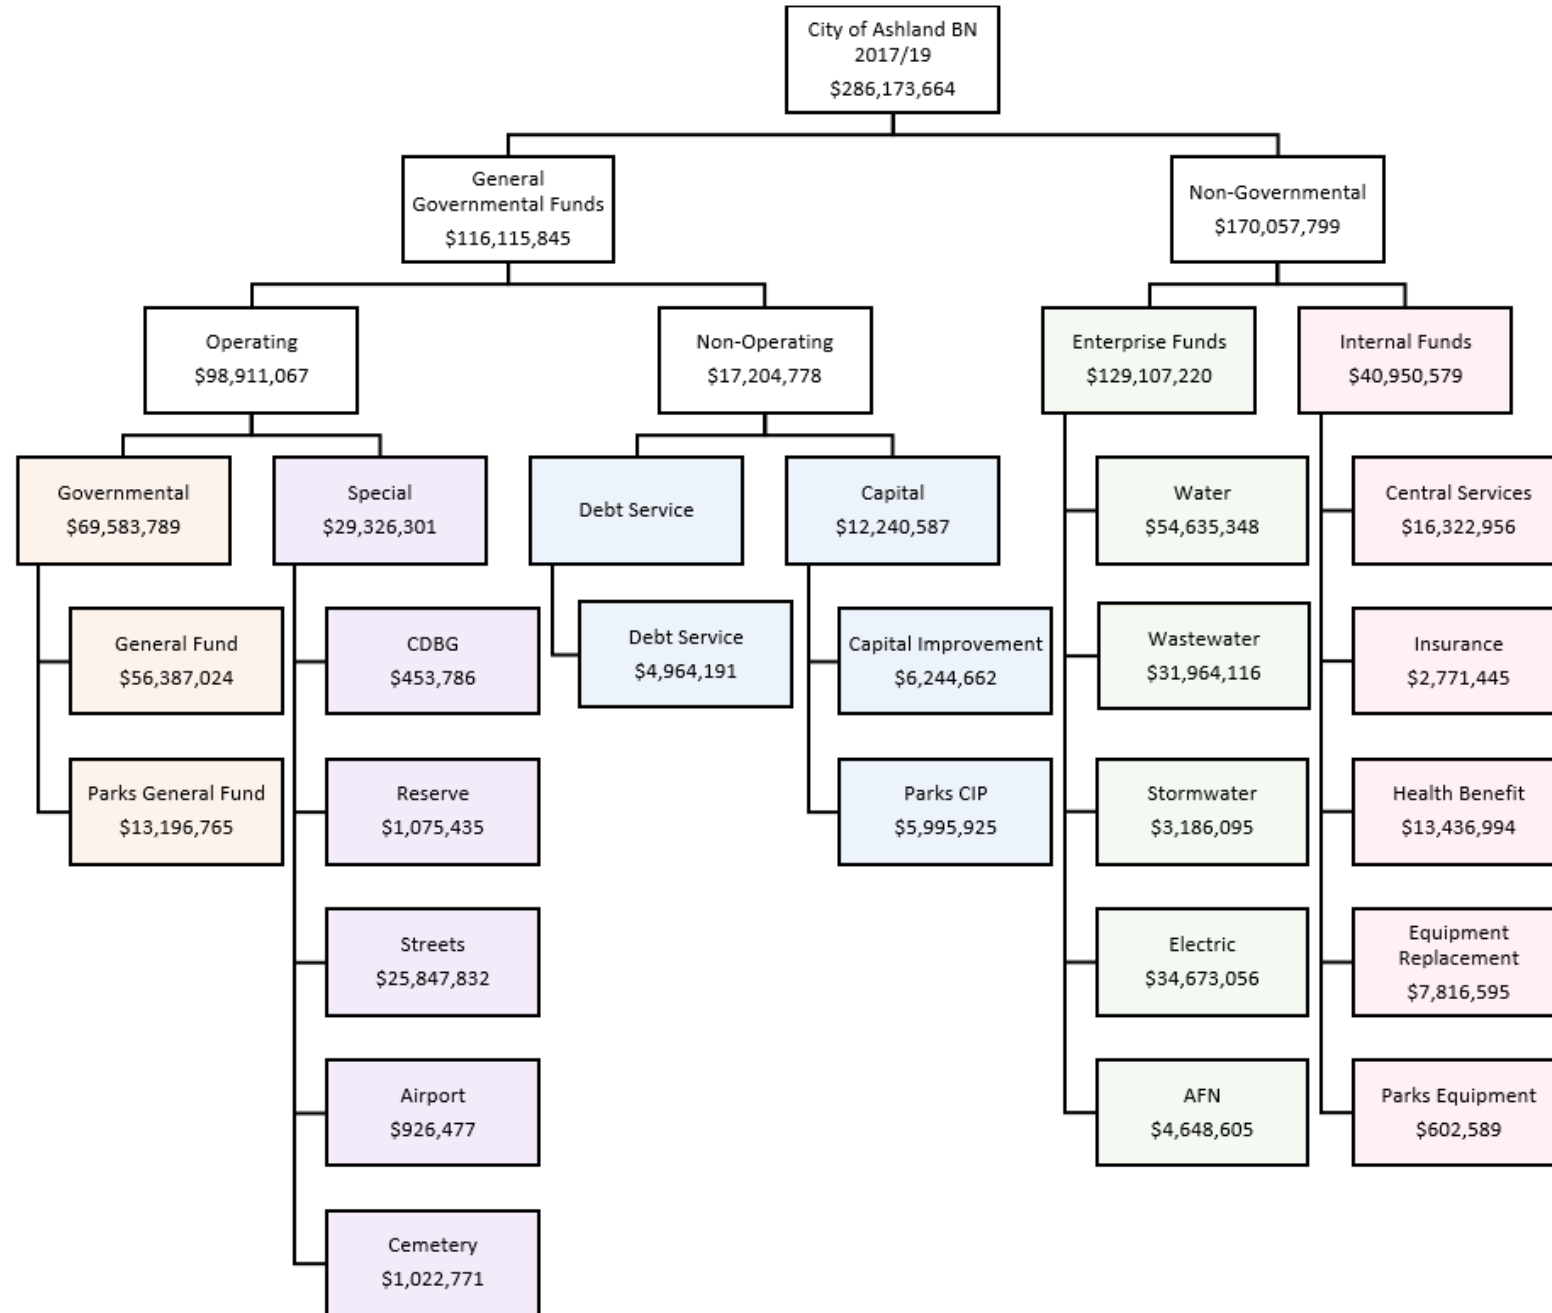 City of Ashland BN
2017/19
$286,173,664
General
Governmental Funds
$116,115,845
Non-Governmental
$170,057,799
Operating
$98,911,067
Non-Operating
$17,204,778
Enterprise Funds
$129,107,220
Internal Funds
$40,950,579
Governmental
$69,583,789
Special
$29,326,301
Debt Service
Capital
$12,240,587
Water
$54,635,348
Central Services
$16,322,956
General Fund
$56,387,024
CDBG
$453,786
Debt Service
$4,964,191
Capital Improvement
$6,244,662
Wastewater
$31,964,116
Insurance
$2,771,445
Parks General Fund
$13,196,765
Reserve
$1,075,435
Parks CIP
$5,995,925
Stormwater
$3,186,095
Health Benefit
$13,436,994
Streets
$25,847,832
Electric
$34,673,056
Equipment
Replacement
$7,816,595
Airport
$926,477
AFN
$4,648,605
Parks Equipment
$602,589
Cemetery
$1,022,771